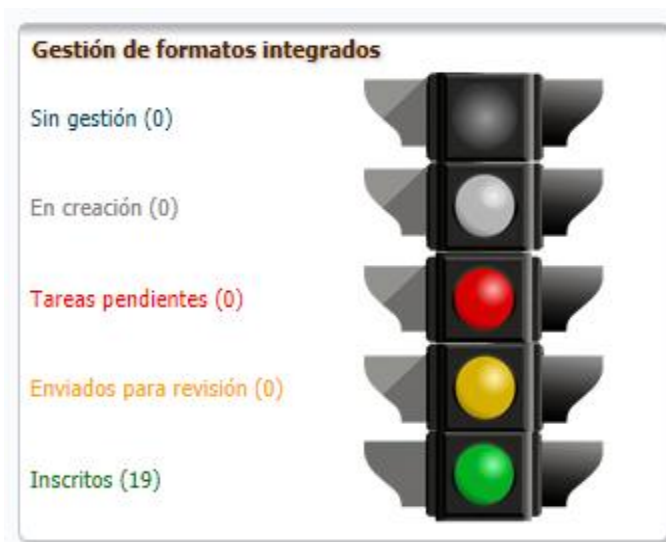 Gestión de formatos integrados
Sin gestión (0)
En creación (0)
Tareas pendientes (0)
Enviados para revisión (0)
Inscritos (19)